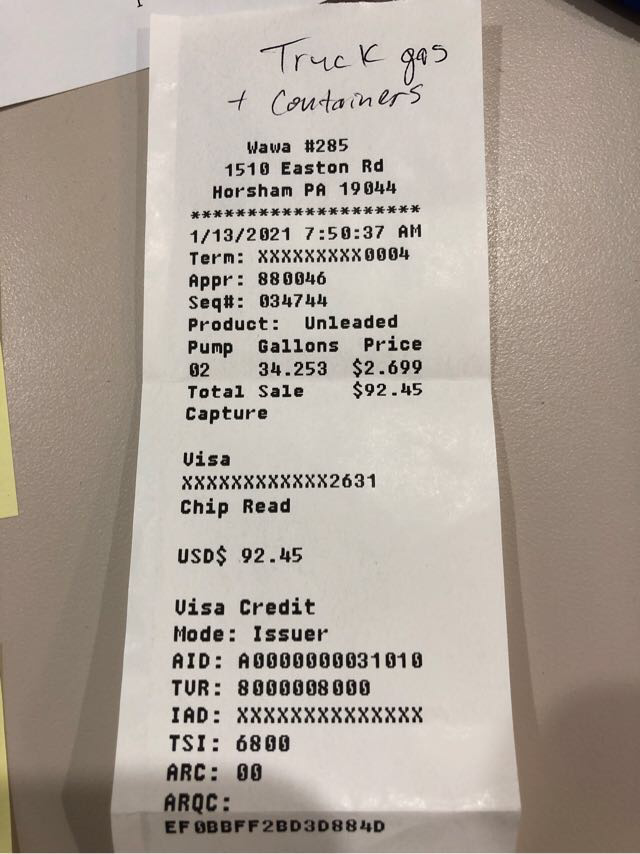 Truck gas
+ Containers
Wawa #285
1510 Easton Rd
Horsham PA 19044
********************
1/13/2021 7:50:37 AM
Term: XXXXXXXXX0004
Appr: 880046
Seq#: 034744
Product: Unleaded
Pump Gallons Price
02 34.253 $2.699
Total Sale $92.45
Capture
Visa
XXXXXXXXXXXX2631
Chip Read
USD$ 92.45
Visa Credit
Mode: Issuer
AID: A0000000031010
TVR: 8000008000
IAD: XXXXXXXXXXXXXX
TSI: 6800
ARC: 00
ARQC:
EF0BBFF2BD3D884D